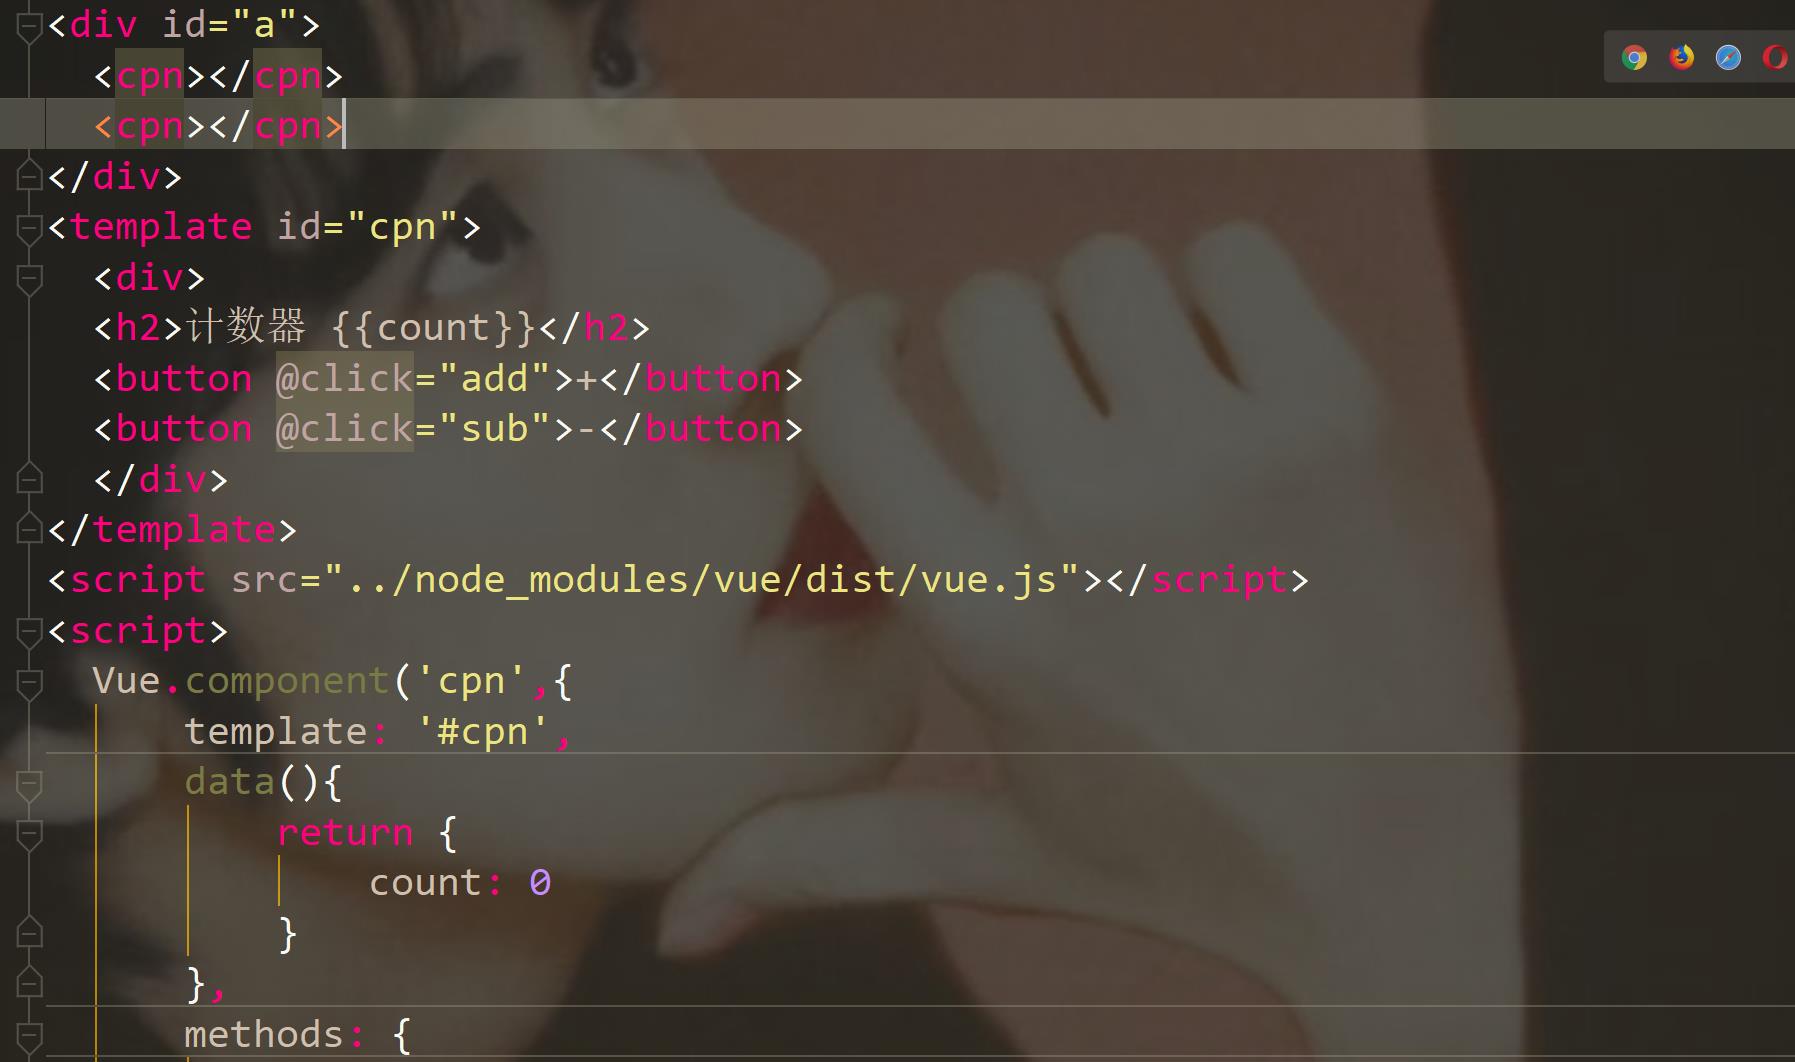 <div id="a">
  <cpn></cpn>
  <cpn></cpn>
</div>
<template id="cpn">
  <div>
  <h2>计数器 {{count}}</h2>
  <button @click="add">+</button>
  <button @click="sub">-</button>
  </div>
</template>
<script src="../node_modules/vue/dist/vue.js"></script>
<script>
  Vue.component('cpn',{
      template: '#cpn',
      data(){
          return {
              count: 0
          }
      },
      methods: {